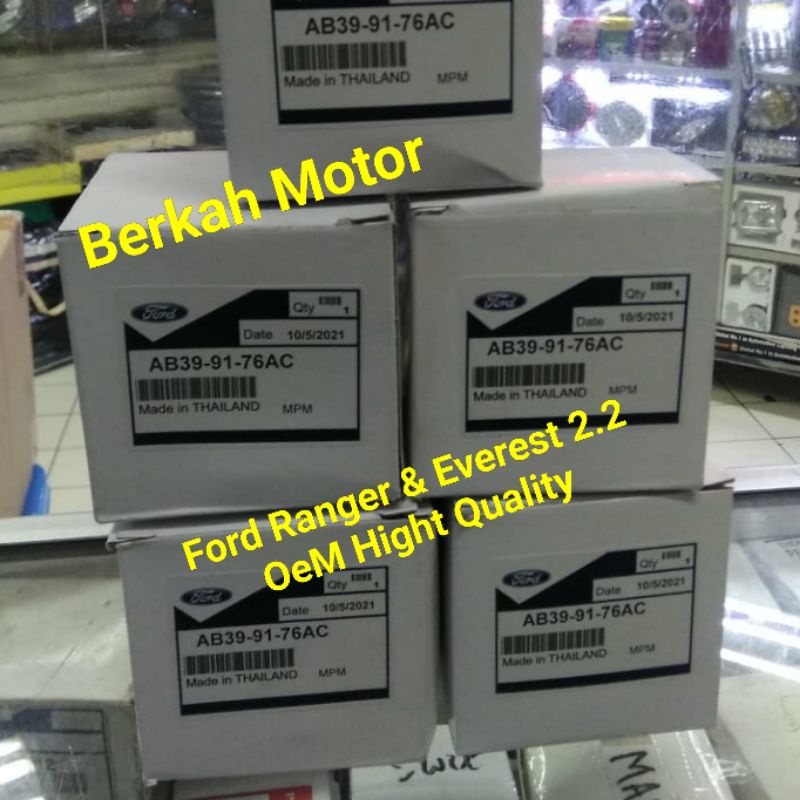 AB39-91-76AC
Made in THAILAND MPM
Berkah Motor
Ford
Qty 1
Date 10/5/2021
AB39-91-76AC
Made in THAILAND MPM
Ford
Qty 1
Date 10/5/2021
AB39-91-76AC
Made in THAILAND MPM
Ford Ranger & Everest 2.2
OeM Hight Quality
Ford
Qty 1
Date 10/5/2021
AB39-91-76AC
Made in THAILAND MPM
Ford
Qty 1
Date 10/5/2021
AB39-91-76AC
Made in THAILAND MPM
MA